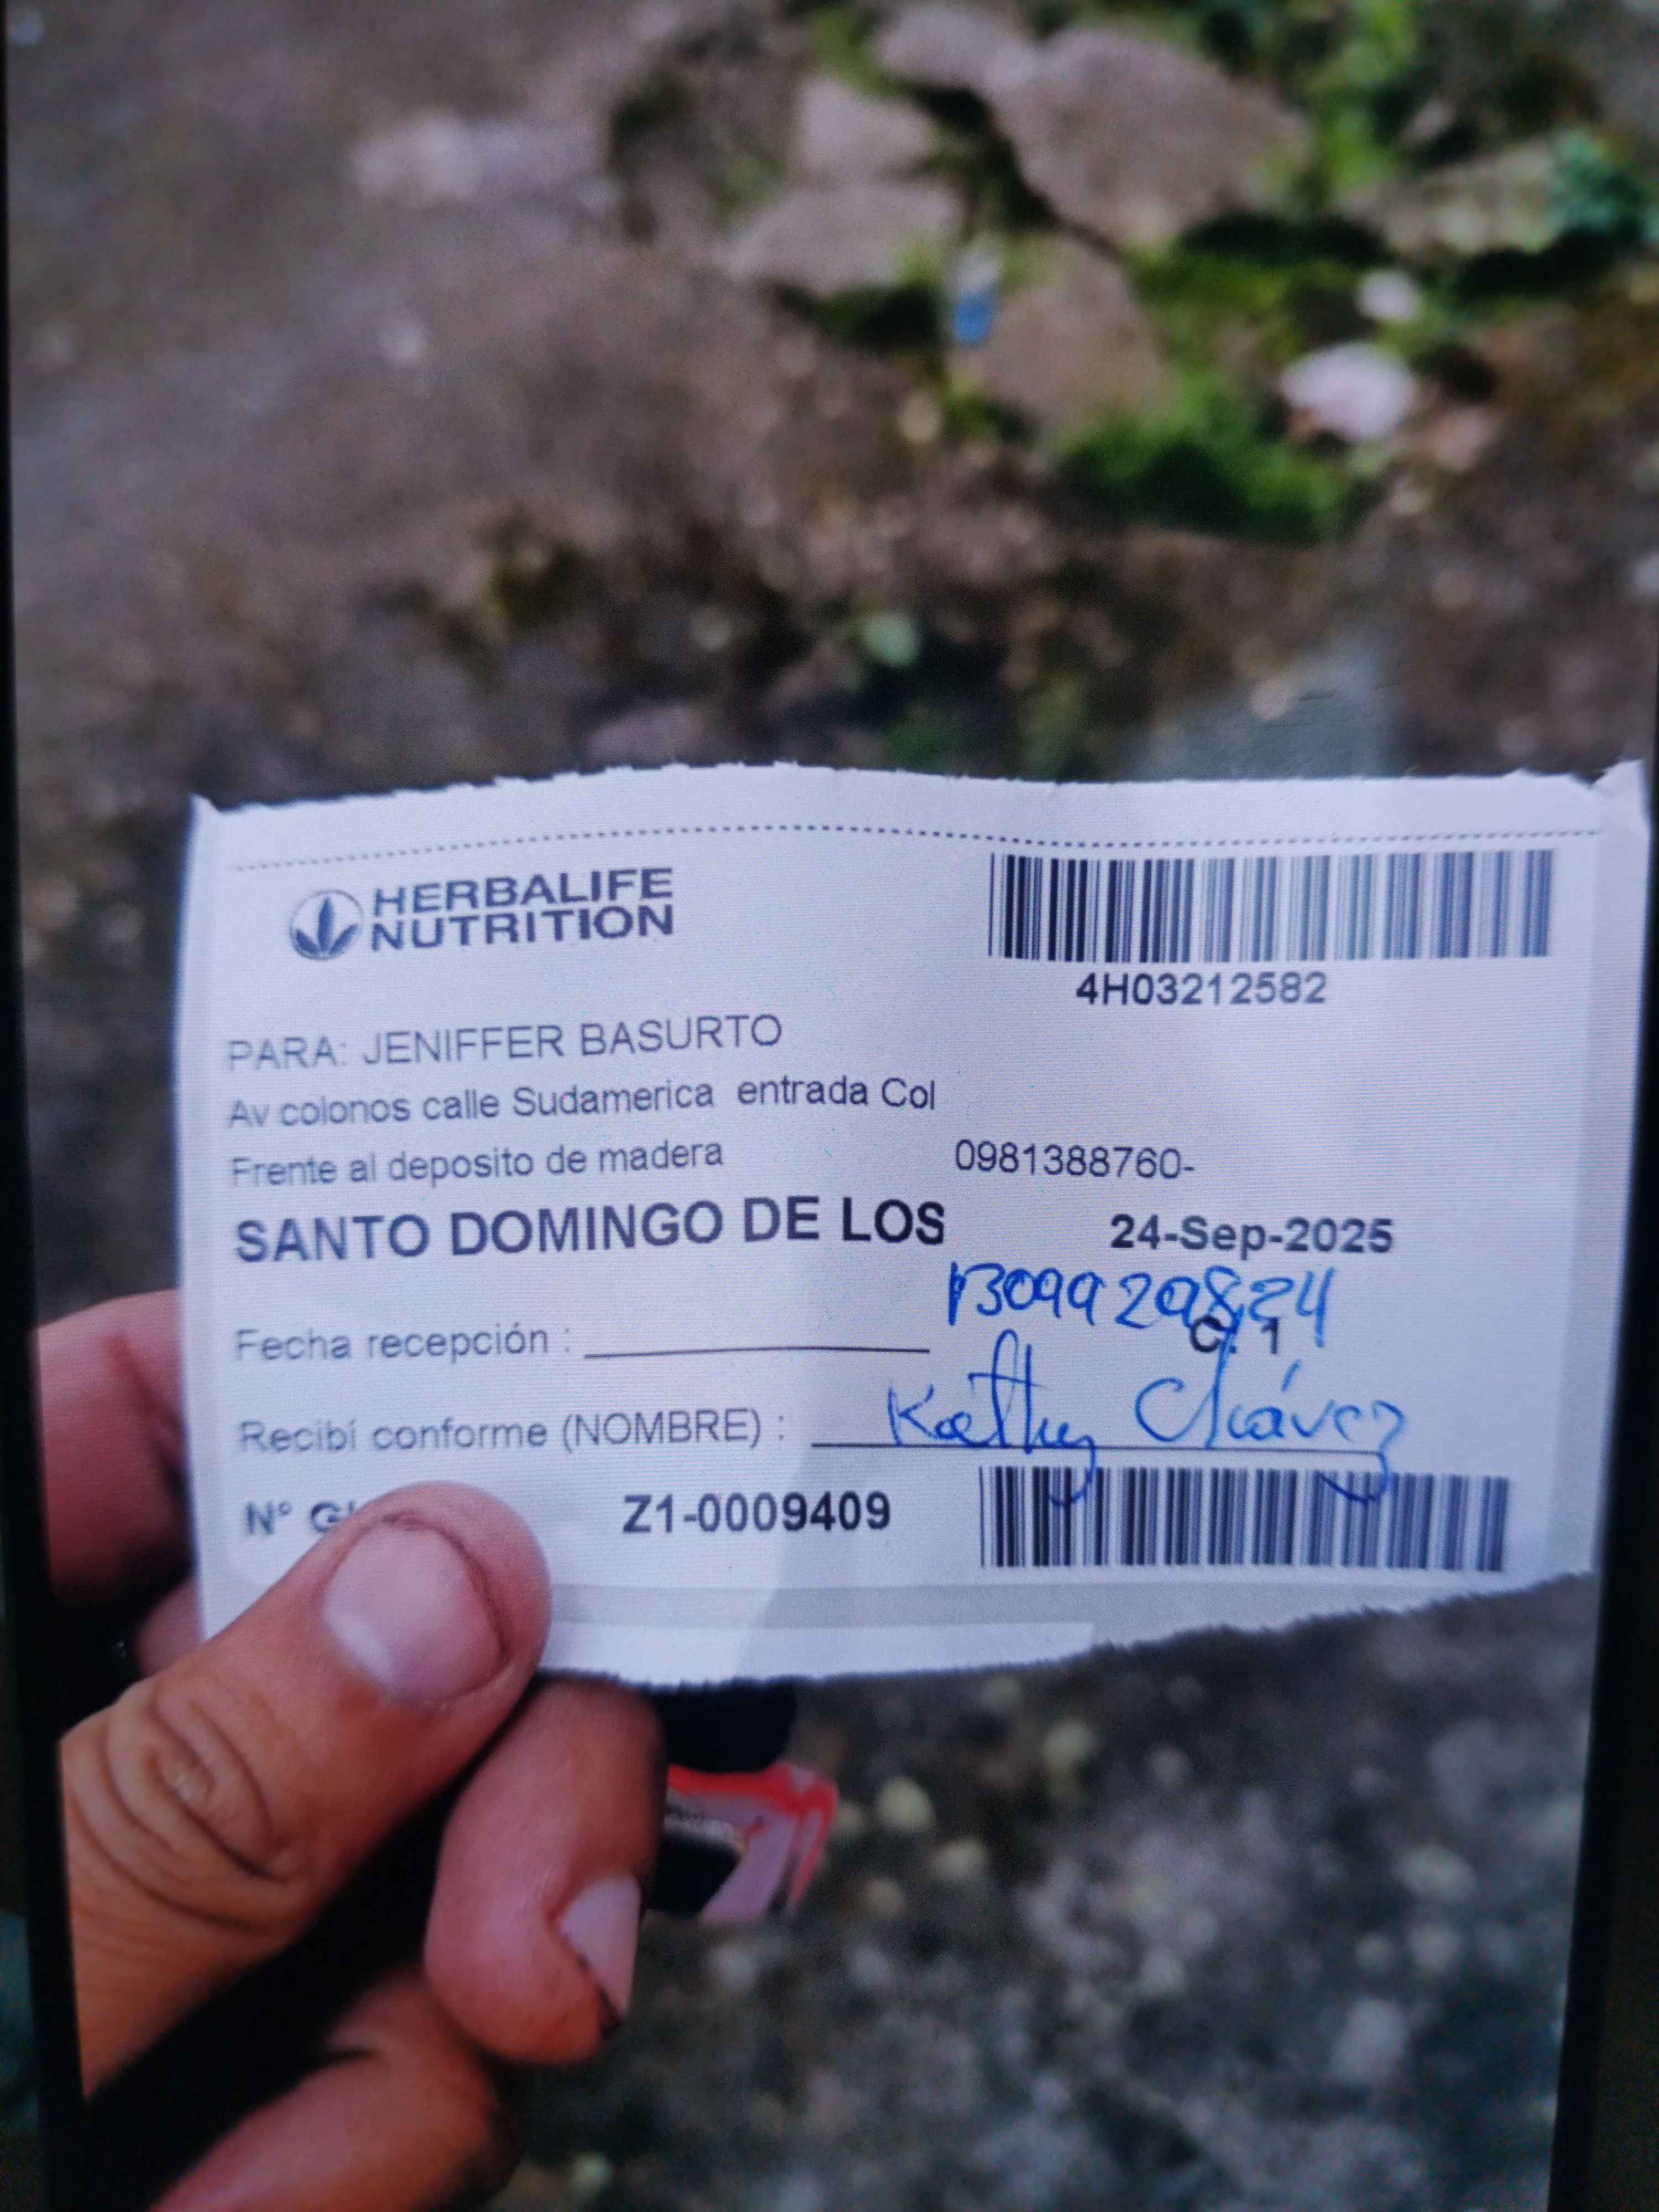 HERBALIFE
NUTRITION
4H03212582
PARA: JENIFFER BASURTO
Av colonos calle Sudamerica entrada Col
Frente al deposito de madera 0981388760-
SANTO DOMINGO DE LOS 24-Sep-2025
1309929824
C. 1
Fecha recepción :
Recibí conforme (NOMBRE) : Kathy Chávez
N° Z1-0009409